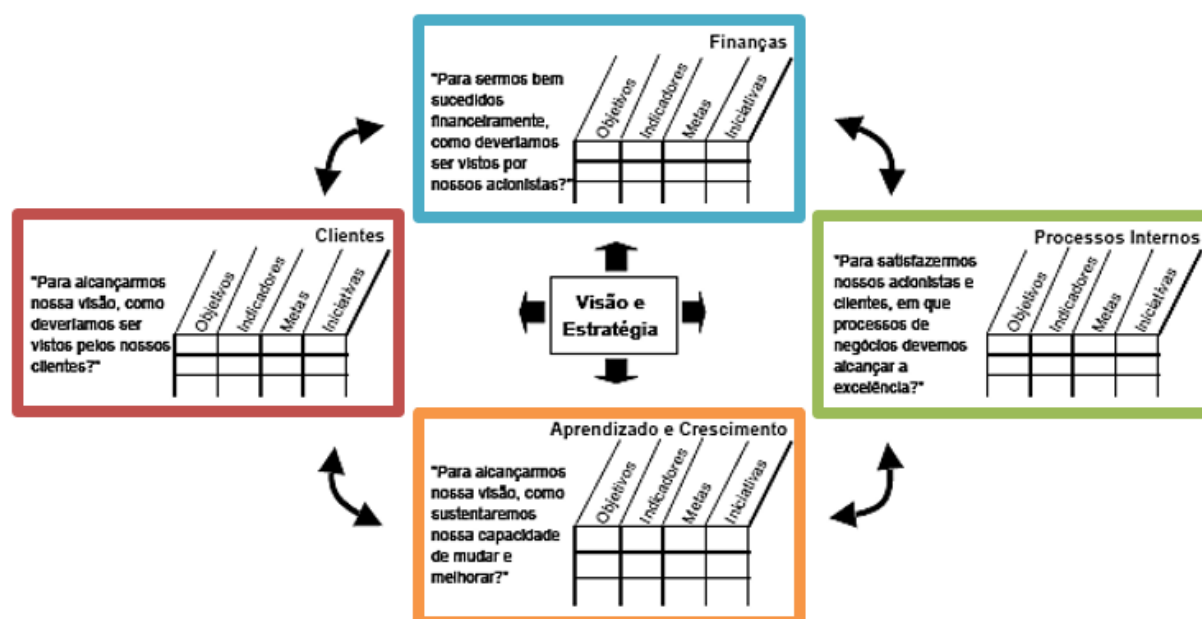 Finanças
"Para sermos bem
sucedidos
financeiramente,
como deveríamos
ser vistos por
nossos acionistas?"
Objetivos
Indicadores
Metas
Iniciativas
Clientes
"Para alcançarmos
nossa visão, como
deveríamos ser
vistos pelos nossos
clientes?"
Objetivos
Indicadores
Metas
Iniciativas
Visão e
Estratégia
Processos Internos
"Para satisfazermos
nossos acionistas e
clientes, em que
processos de
negócios devemos
alcançar a
excelência?"
Objetivos
Indicadores
Metas
Iniciativas
Aprendizado e Crescimento
"Para alcançarmos
nossa visão, como
sustentaremos
nossa capacidade
de mudar e
melhorar?"
Objetivos
Indicadores
Metas
Iniciativas